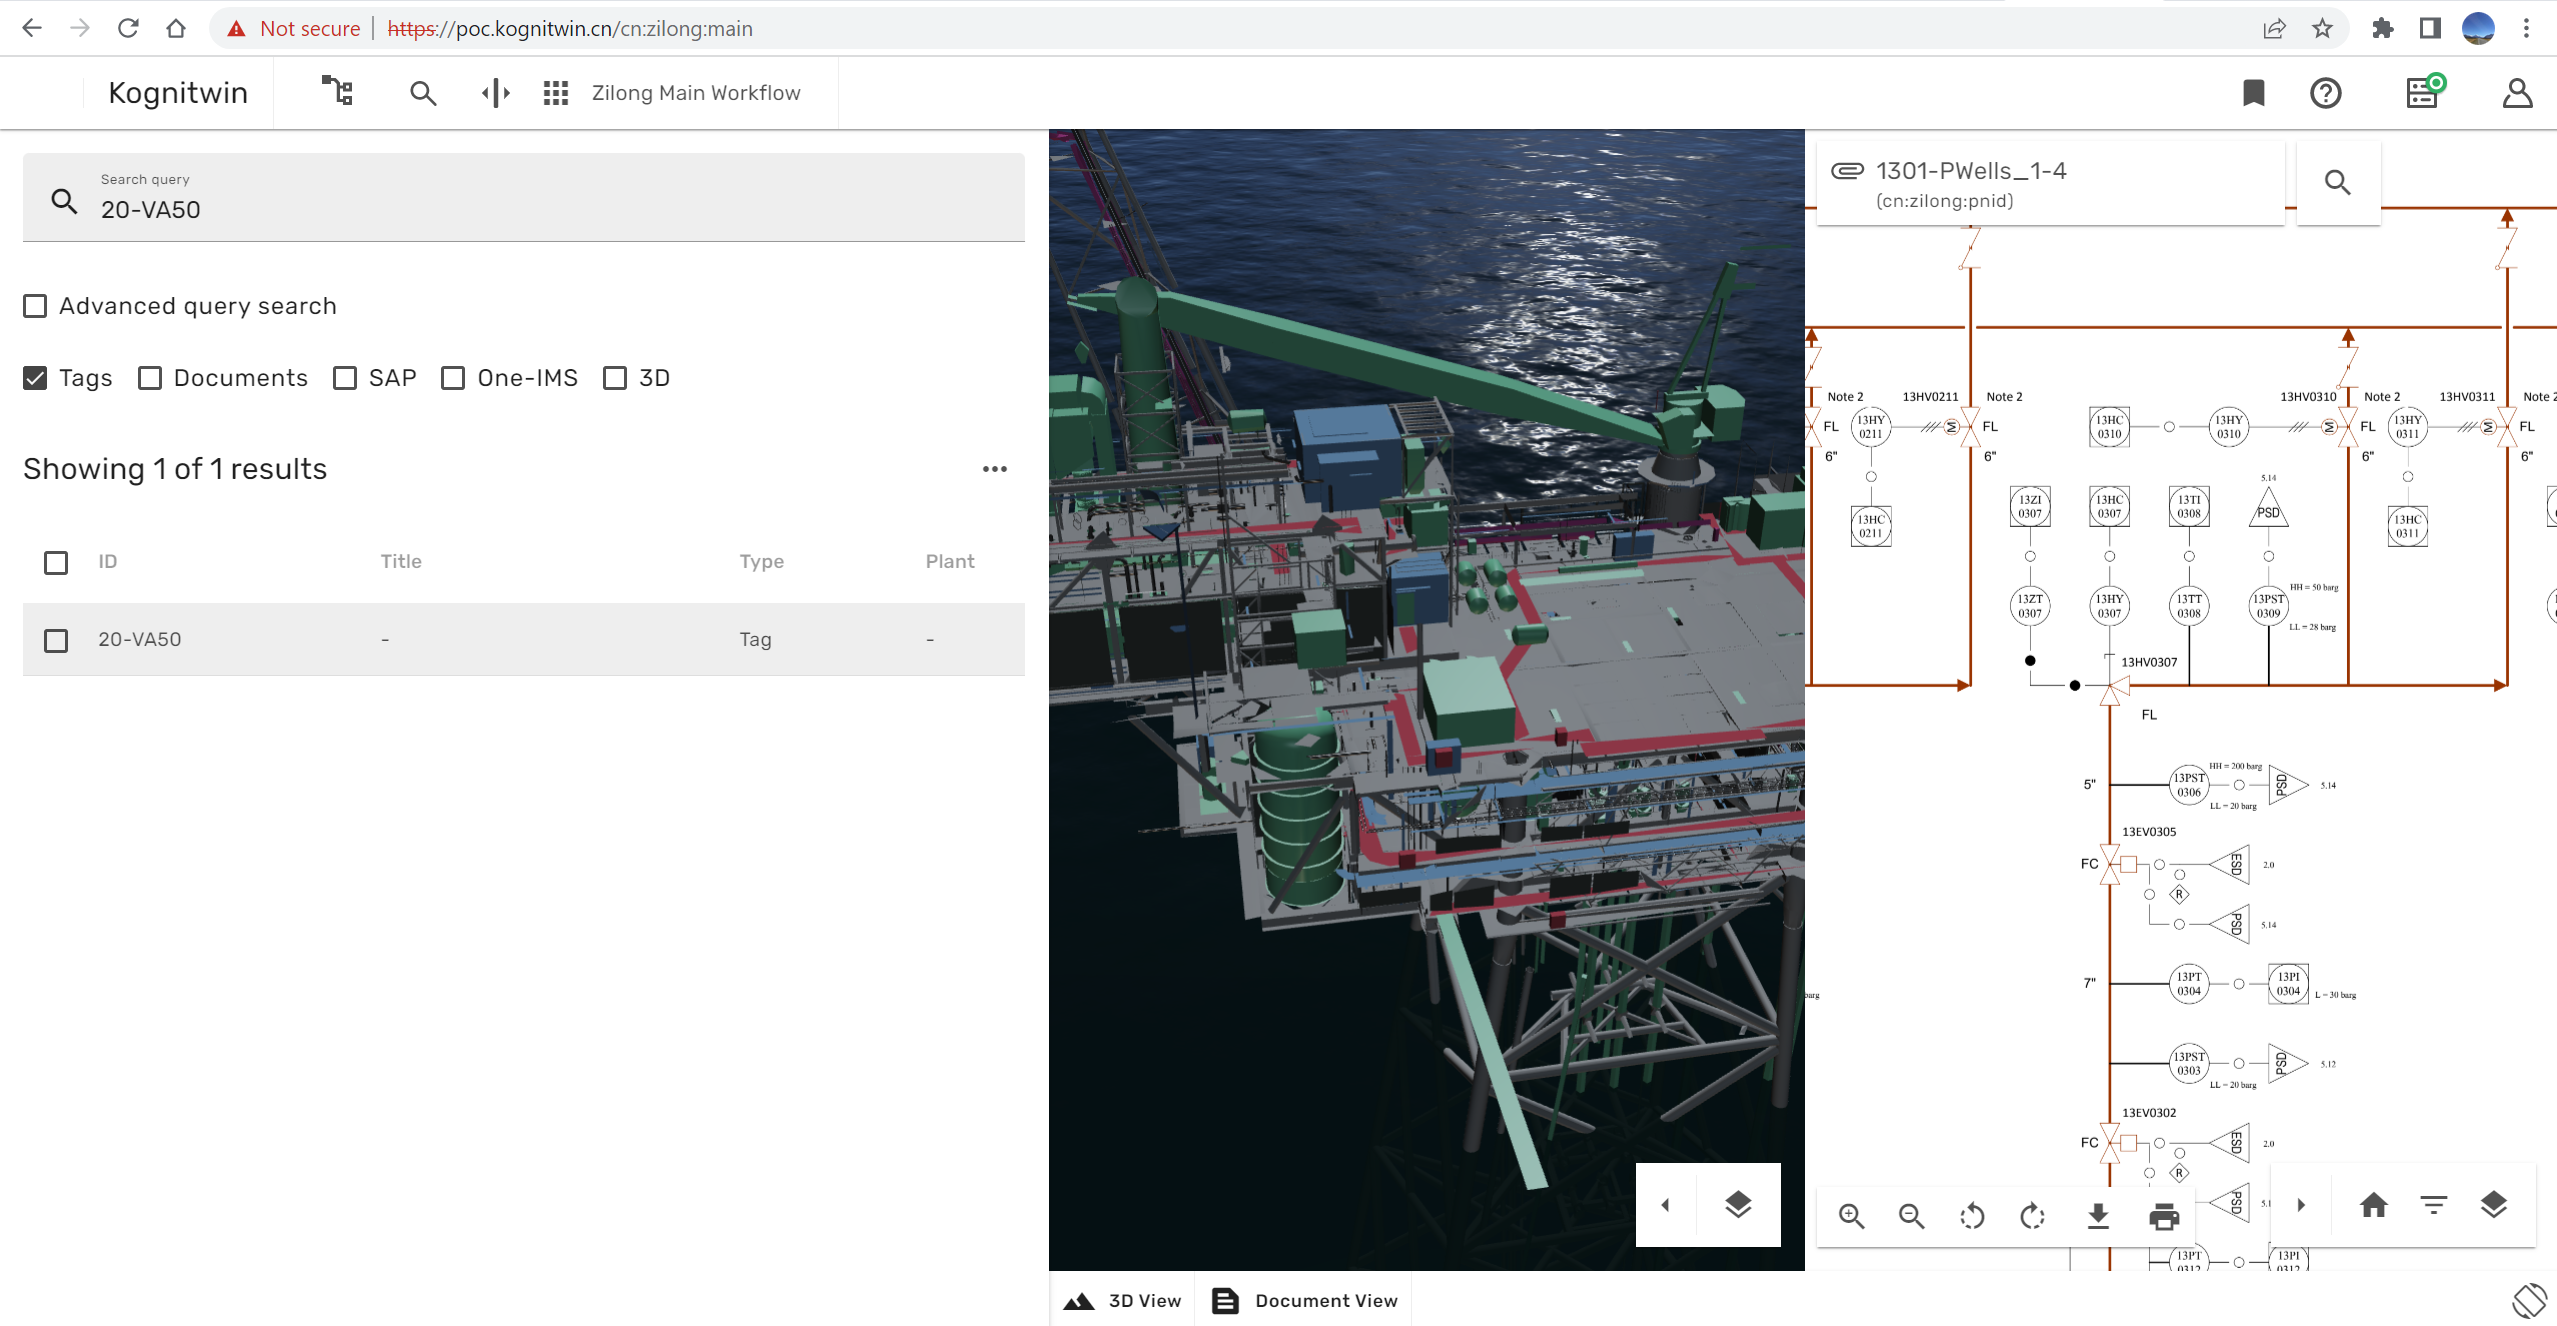 Not secure | https://poc.kognitwin.cn/cn:zilong:main
Kognitwin
Zilong Main Workflow
Search query
20-VA50
Advanced query search
Tags Documents SAP One-IMS 3D
Showing 1 of 1 results
ID Title Type Plant
20-VA50 - Tag -
1301-PWells_1-4
(cn:zilong:pnid)
Note 2 13HV0211 Note 2 13HV0310 Note 2 13HV0311 Note 2
FL 13HY 0211 M FL 13HC 0310 13HY 0310 M FL 13HY 0311 M FL
6" 6" 6" 6"
5.14
13HC 0211 13ZI 0307 13HC 0307 13TI 0308 PSD 13HC 0311
HH = 50 barg
13ZT 0307 13HY 0307 13TT 0308 13PST 0309
LL = 28 barg
13HV0307
FL
HH = 200 barg
5" 13PST 0306 PSD 5.14
LL = 20 barg
13EV0305
FC ESD 2.0
R
PSD 5.14
7" 13PT 0304 13PI 0304
barg L = 30 barg
13PST 0303 PSD 5.12
LL = 20 barg
13EV0302
FC ESD 2.0
R
PSD 5.1
13PT 0312 13PI 0312
3D View Document View